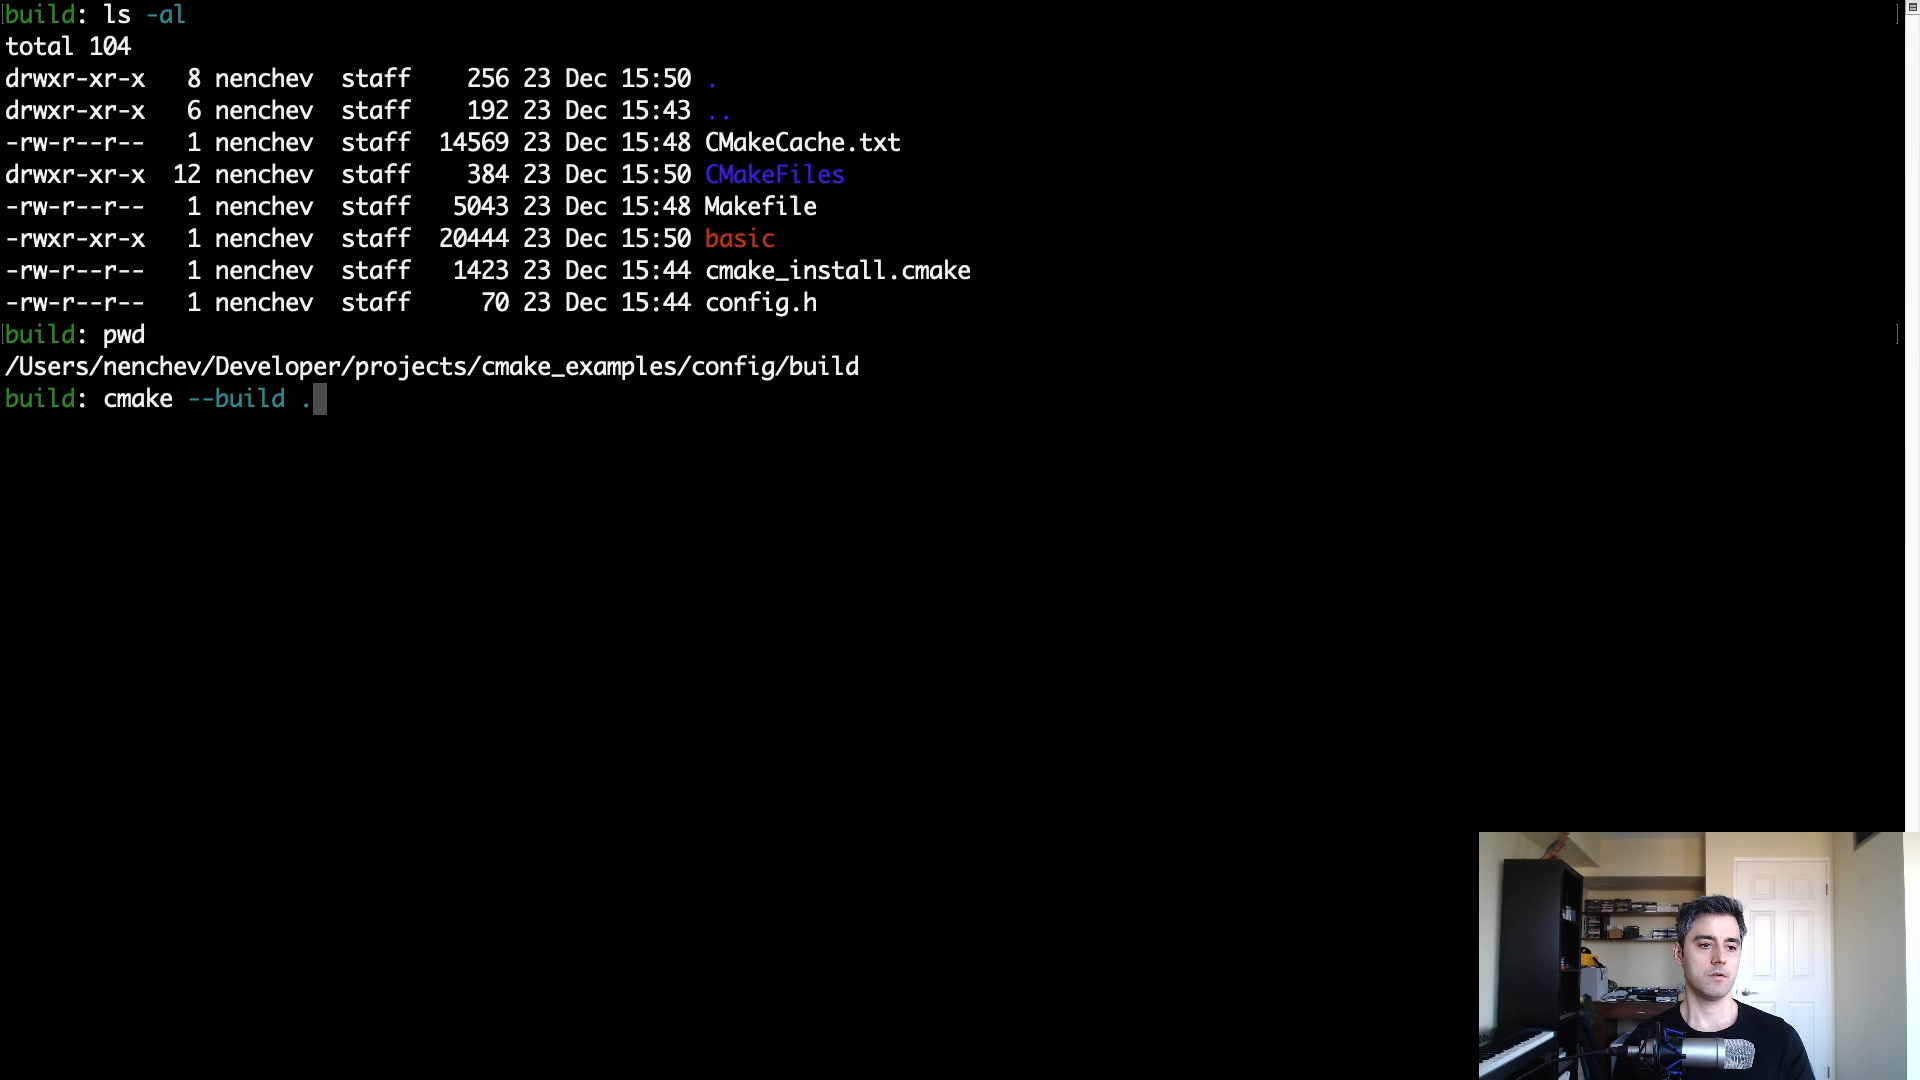 build: ls -al
total 104
drwxr-xr-x   8 nenchev  staff    256 23 Dec 15:50 .
drwxr-xr-x   6 nenchev  staff    192 23 Dec 15:43 ..
-rw-r--r--   1 nenchev  staff  14569 23 Dec 15:48 CMakeCache.txt
drwxr-xr-x  12 nenchev  staff    384 23 Dec 15:50 CMakeFiles
-rw-r--r--   1 nenchev  staff   5043 23 Dec 15:48 Makefile
-rwxr-xr-x   1 nenchev  staff  20444 23 Dec 15:50 basic
-rw-r--r--   1 nenchev  staff   1423 23 Dec 15:44 cmake_install.cmake
-rw-r--r--   1 nenchev  staff     70 23 Dec 15:44 config.h
build: pwd
/Users/nenchev/Developer/projects/cmake_examples/config/build
build: cmake --build .